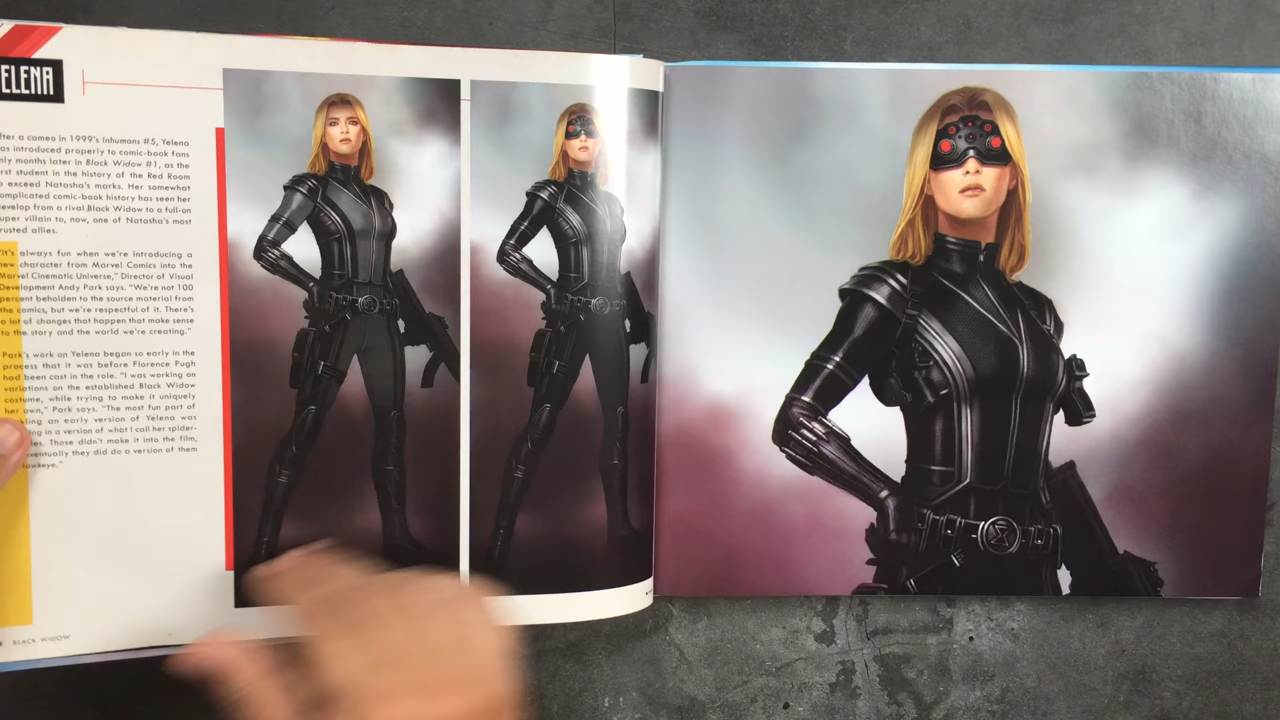 ELENA
fter a cameo in 1999's Inhumans #5, Yelena
as introduced properly to comic-book fans
nly months later in Black Widow #1, as the
rst student in the history of the Red Room
o exceed Natasha's marks. Her somewhat
omplicated comic-book history has seen her
evelop from a rival Black Widow to a full-on
uper villain to, now, one of Natasha's most
rusted allies.
"It's always fun when we're introducing a
new character from Marvel Comics into the
Marvel Cinematic Universe," Director of Visual
Development Andy Park says. "We're not 100
percent beholden to the source material from
the comics, but we're respectful of it. There's
a lot of changes that happen that make sense
to the story and the world we're creating."
Park's work on Yelena began so early in the
process that it was before Florence Pugh
had been cast in the role. "I was working on
variations on the established Black Widow
costume, while trying to make it uniquely
her own," Park says. "The most fun part of
kling an early version of Yelena was
ing in a version of what I call her spider-
es. Those didn't make it into the film,
eventually they did do a version of them
awkeye."
BLACK WIDOW